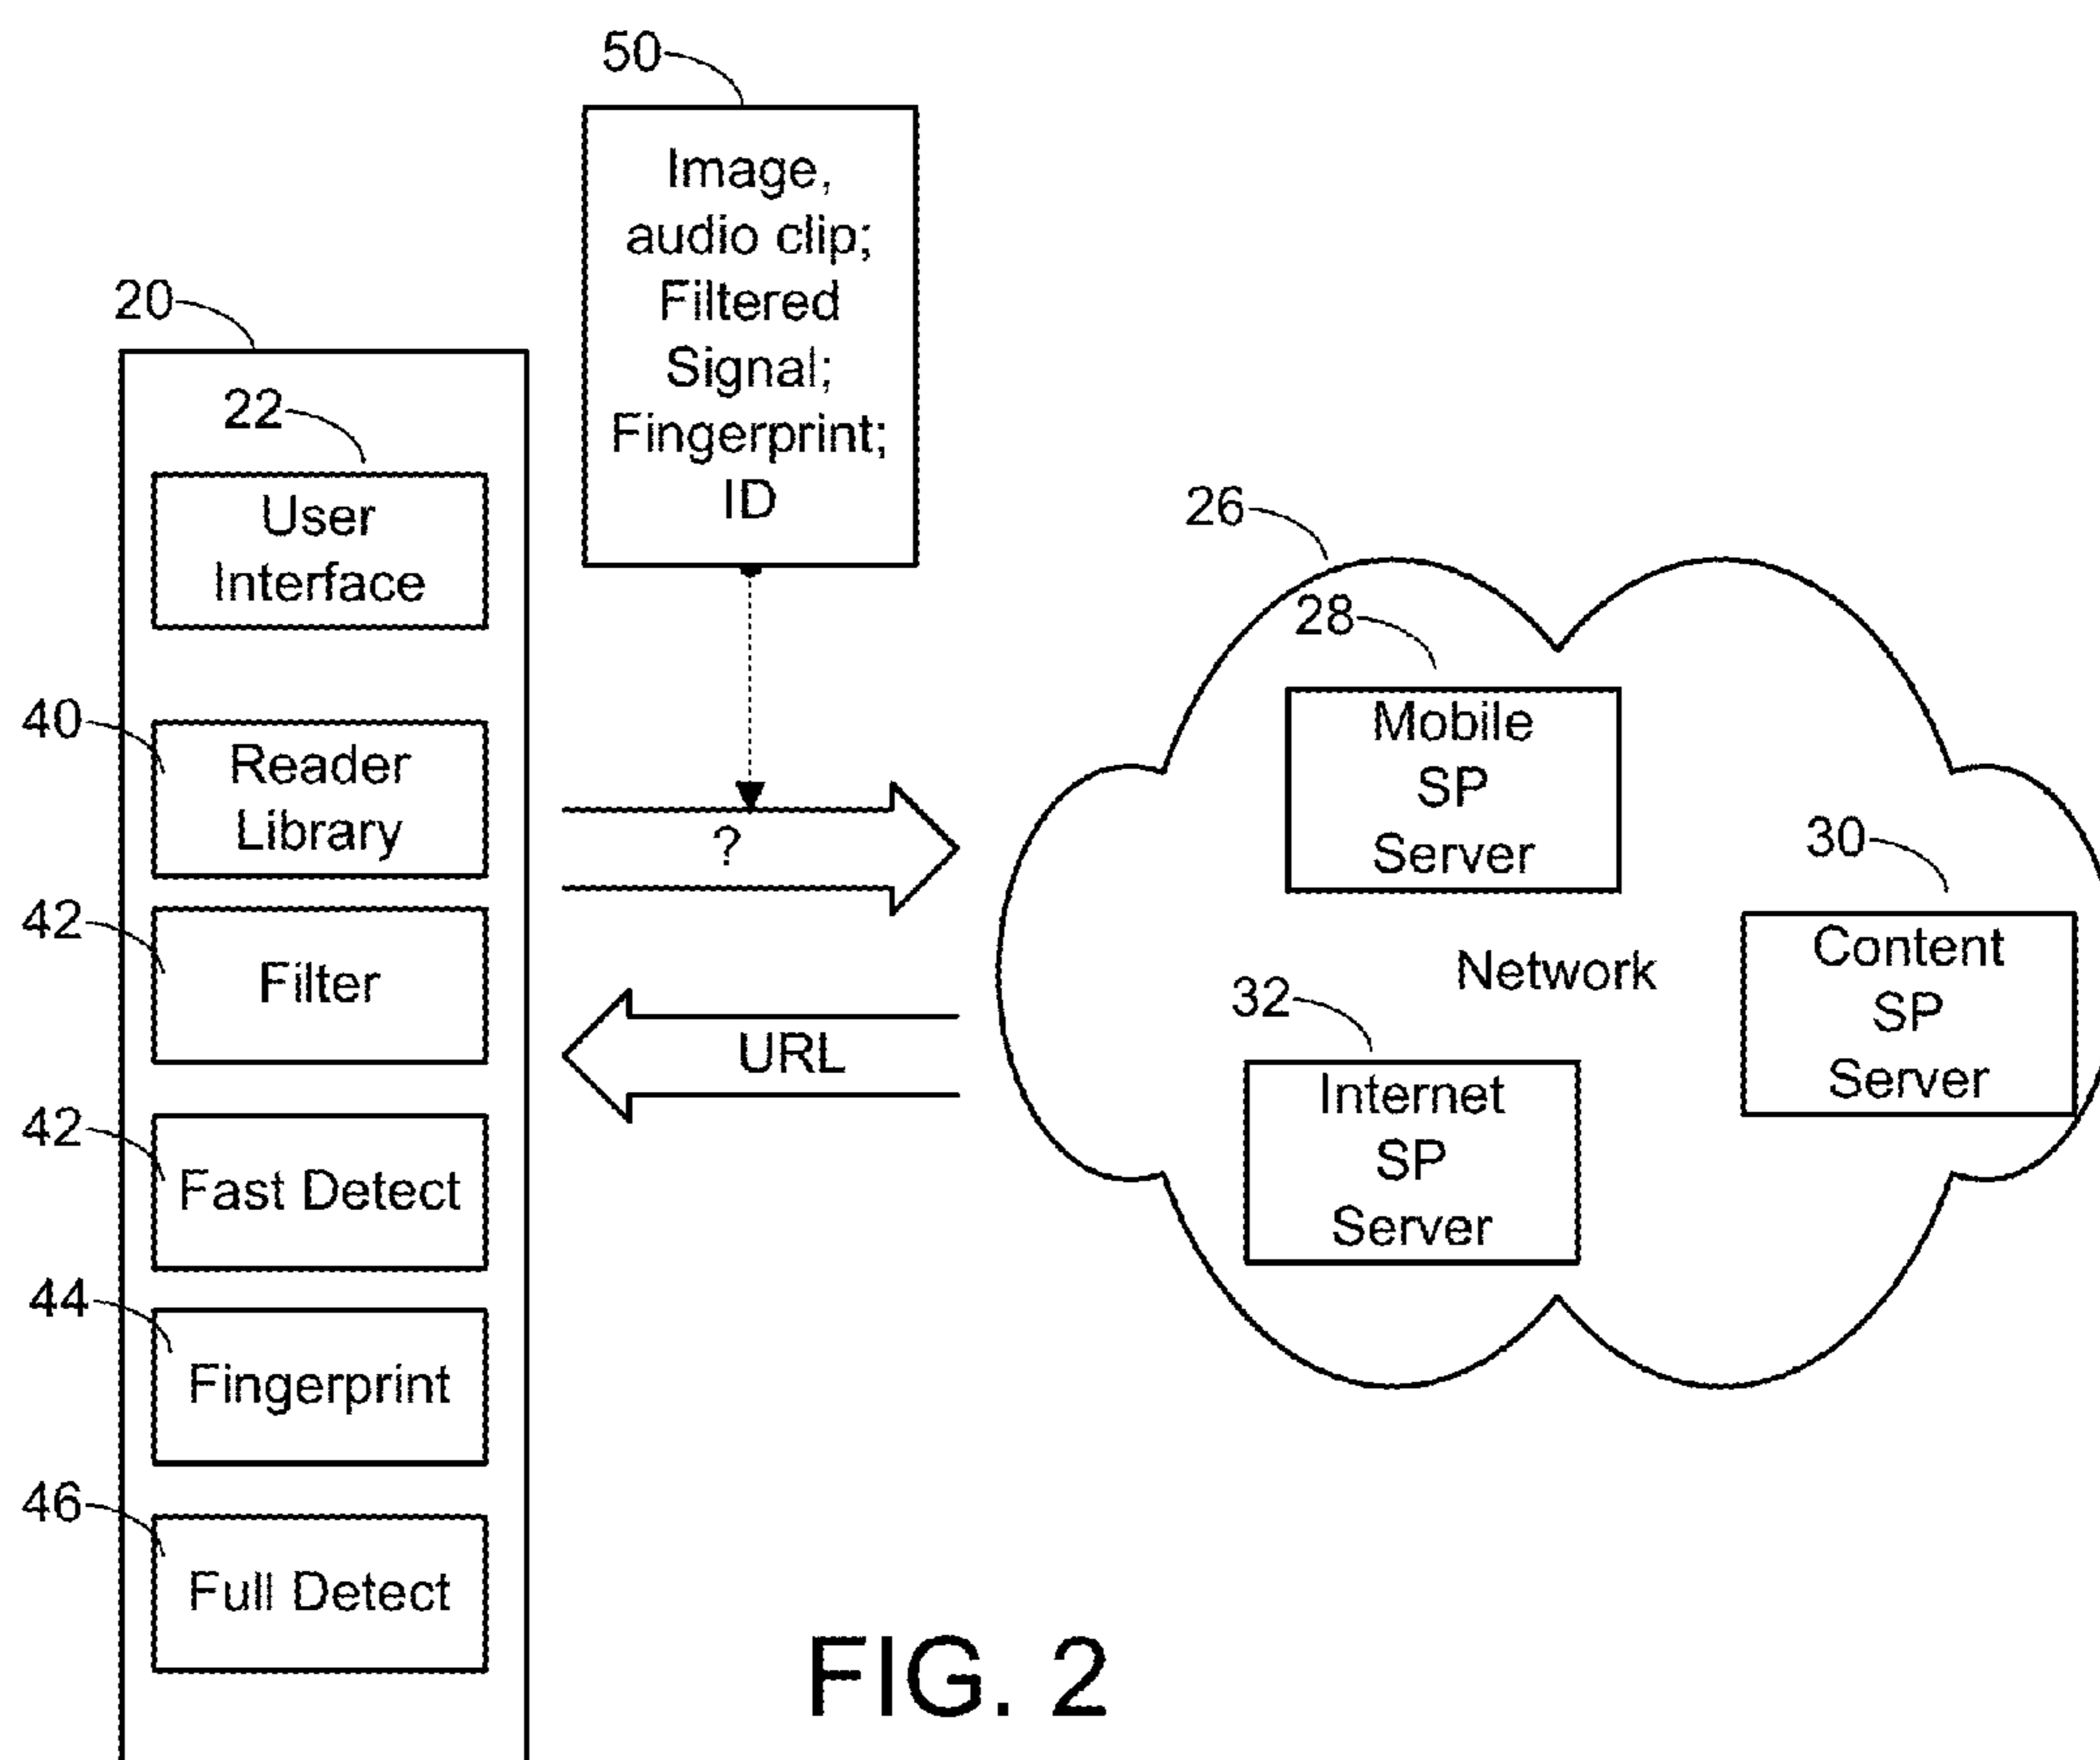 50
Image,
audio clip;
Filtered
Signal;
Fingerprint;
ID
20
22
User
Interface
40
Reader
Library
42
Filter
42
Fast Detect
44
Fingerprint
46
Full Detect
?
URL
26
28
Mobile
SP
Server
30
Content
SP
Server
Network
32
Internet
SP
Server
FIG. 2